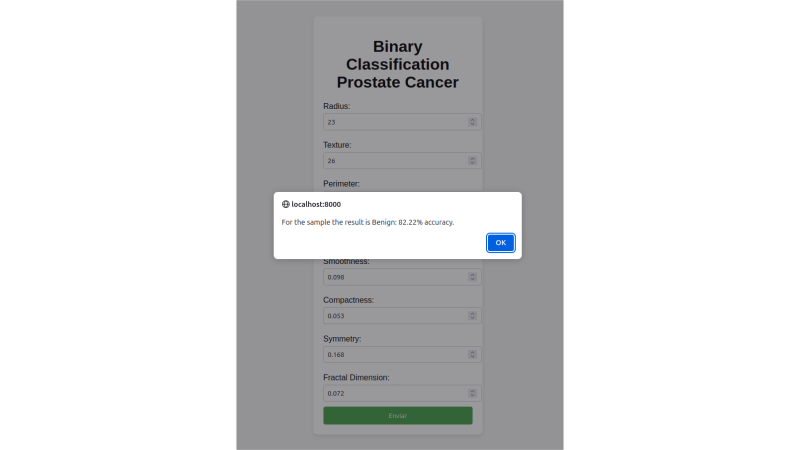 Binary
Classification
Prostate Cancer
Radius:
23
Texture:
26
Perimeter:
localhost:8000
For the sample the result is Benign: 82.22% accuracy.
OK
Smoothness:
0.098
Compactness:
0.053
Symmetry:
0.168
Fractal Dimension:
0.072
Enviar